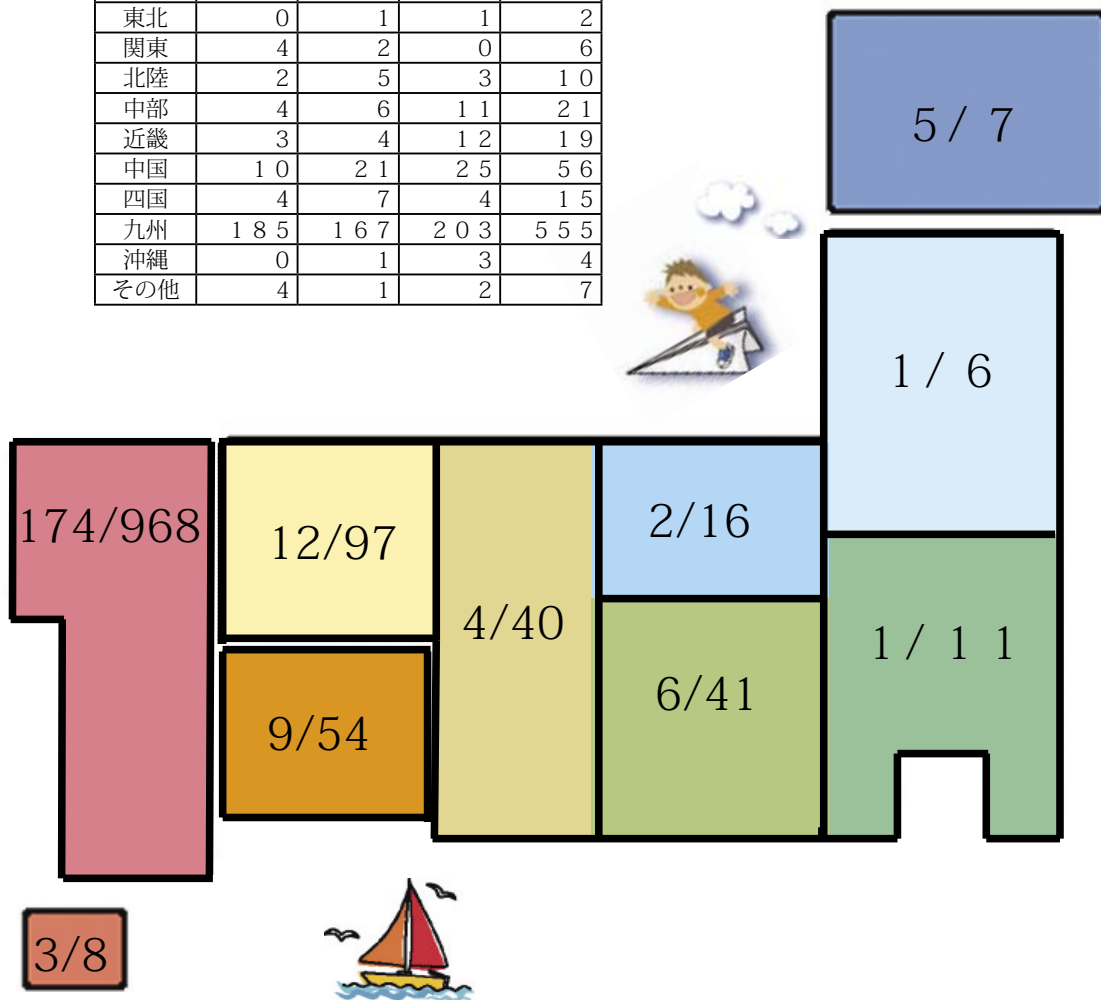 東北 0 1 1 2
関東 4 2 0 6
北陸 2 5 3 10
中部 4 6 11 21
近畿 3 4 12 19
中国 10 21 25 56
四国 4 7 4 15
九州 185 167 203 555
沖縄 0 1 3 4
その他 4 1 2 7
5/ 7
1/ 6
174/968
12/97
4/40
2/16
1/ 11
6/41
9/54
3/8